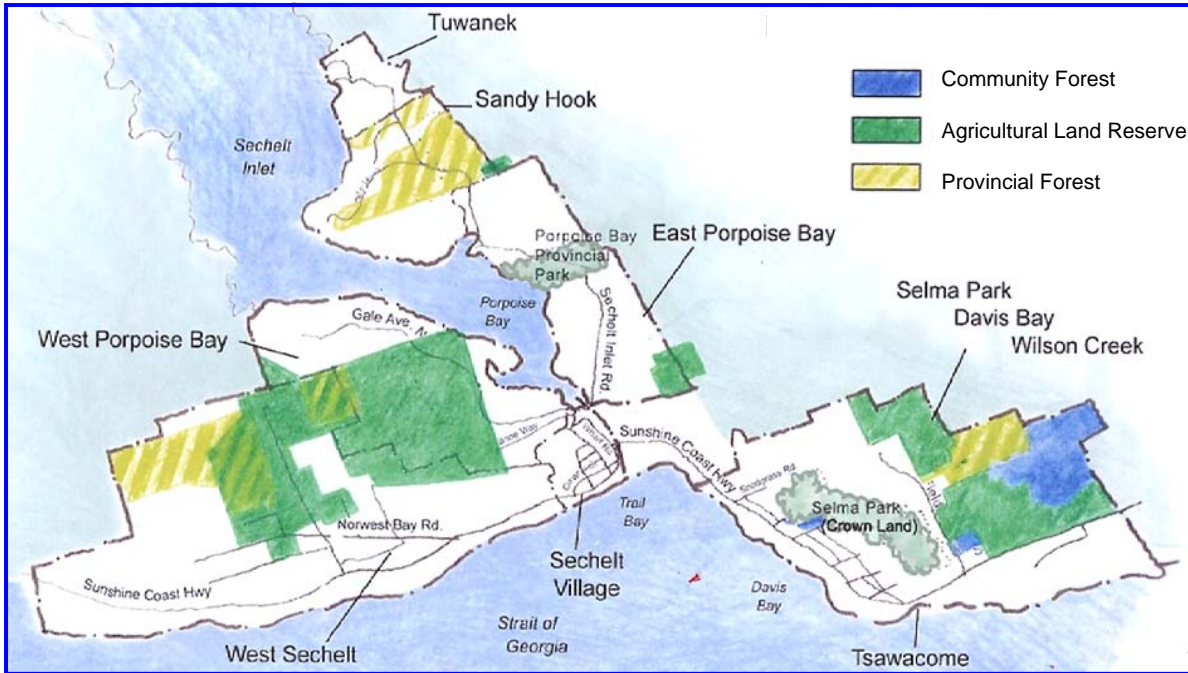 Tuwanek
Community Forest
Sandy Hook
Agricultural Land Reserve
Sechelt
Inlet
Provincial Forest
East Porpoise Bay
Porpoise Bay
Provincial
Park
Selma Park
Davis Bay
Wilson Creek
Porpoise
Bay
Sechelt Inlet Rd.
Gale Ave. N
West Porpoise Bay
Sunshine Coast Hwy
Wharf Rd
Snodgrass Rd
Trail
Bay
Selma Park
(Crown Land)
Field
Norwest Bay Rd.
Sechelt
Village
Davis
Bay
Sunshine Coast Hwy
Strait of
Georgia
West Sechelt
Tsawacome